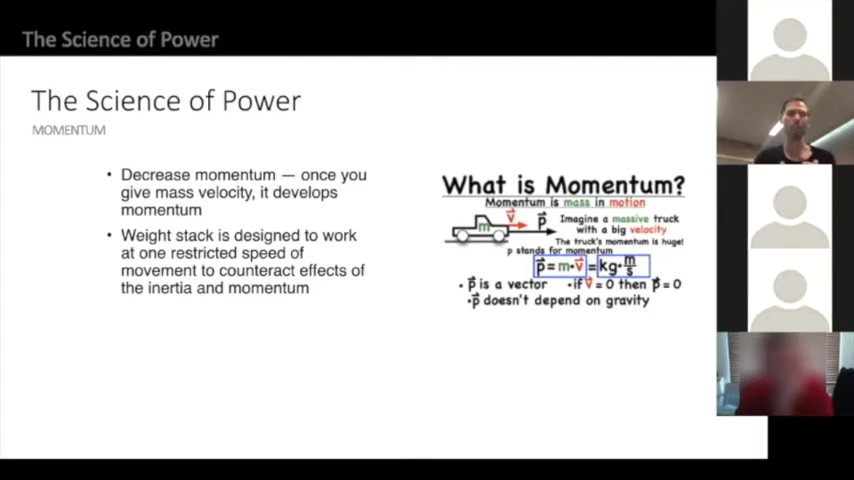 The Science of Power
The Science of Power
MOMENTUM
• Decrease momentum — once you
give mass velocity, it develops
momentum
• Weight stack is designed to work
at one restricted speed of
movement to counteract effects of
the inertia and momentum
What is Momentum?
Momentum is mass in motion
m v p Imagine a massive truck
with a big velocity
The truck's momentum is huge!
p stands for momentum
p = m·v = kg·m/s
• p is a vector • if v = 0 then p = 0
• p doesn't depend on gravity